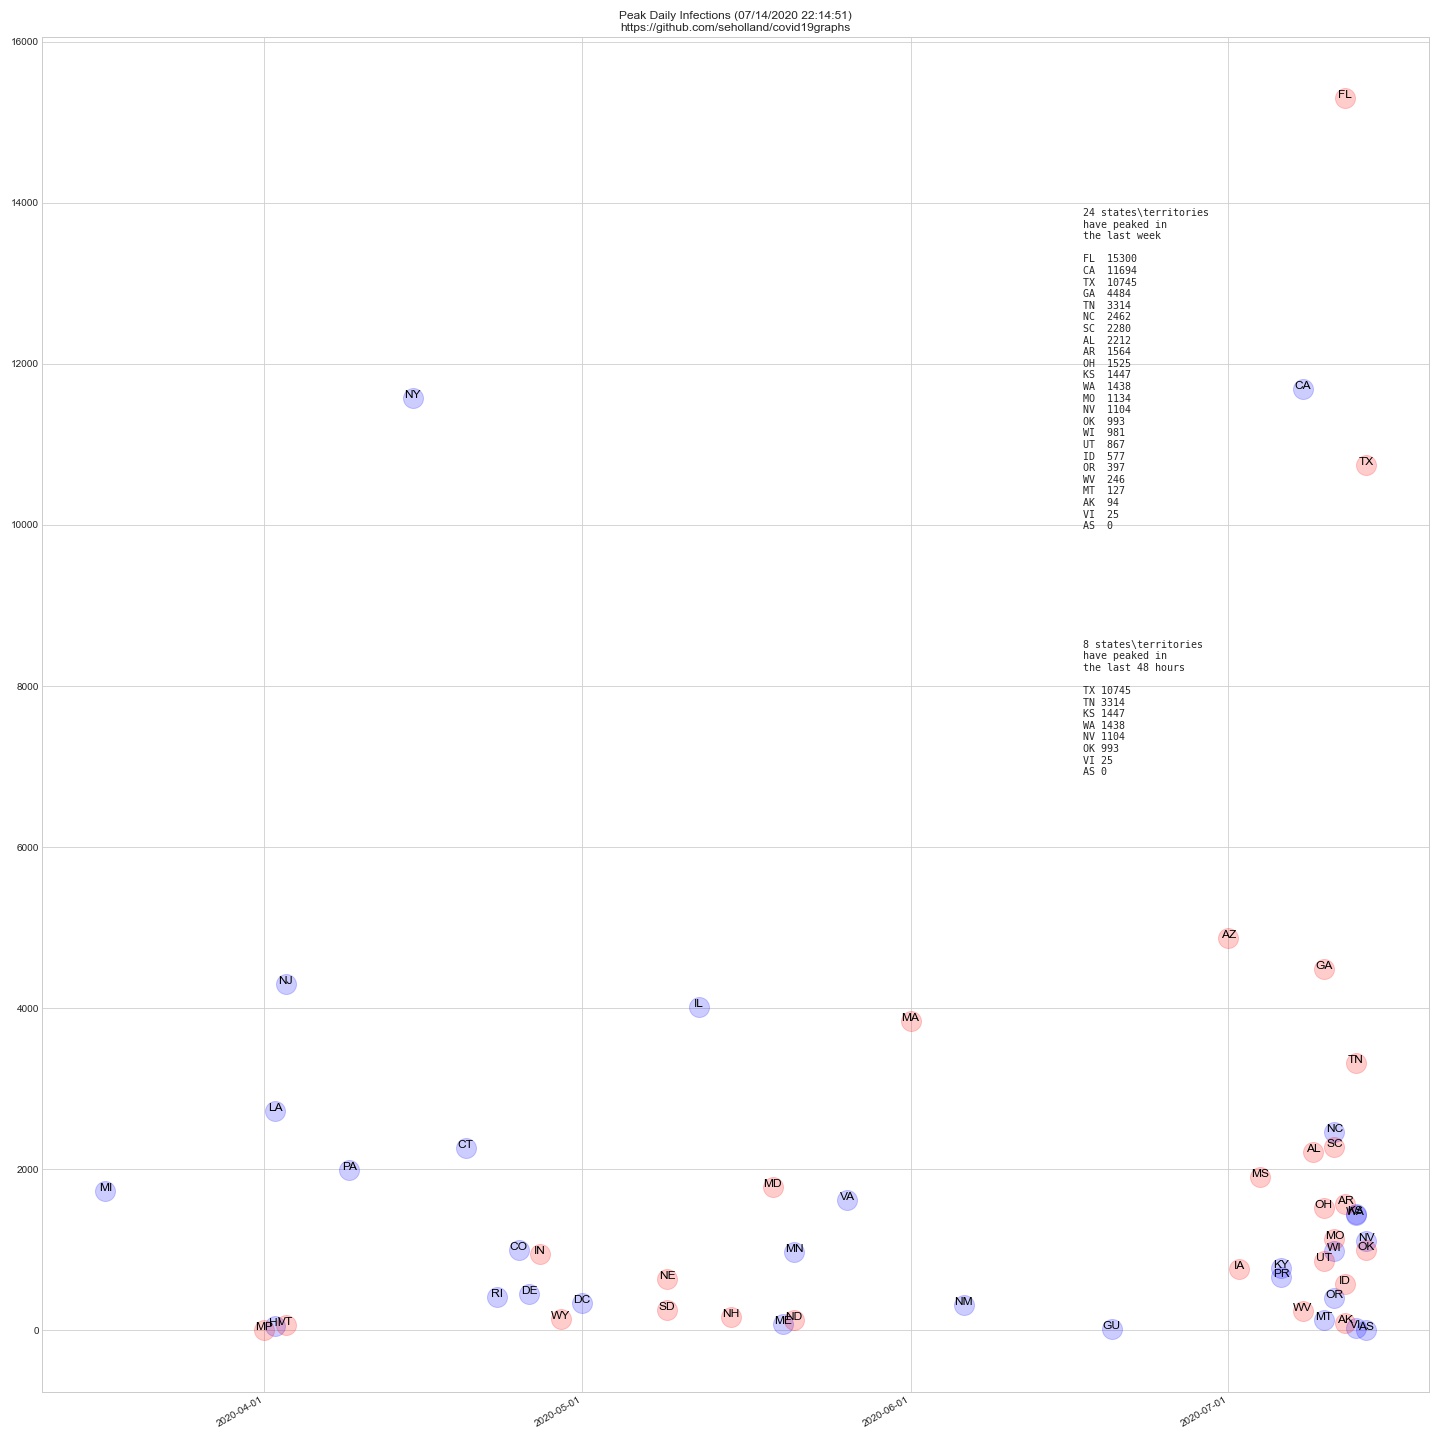 Peak Daily Infections (07/14/2020 22:14:51)
https://github.com/seholland/covid19graphs
16000
FL
14000
24 states\territories
have peaked in
the last week
FL 15300
CA 11694
TX 10745
GA 4484
TN 3314
NC 2462
SC 2280
AL 2212
AR 1564
OH 1525
KS 1447
WA 1438
MO 1134
NV 1104
OK 993
WI 981
UT 867
ID 577
OR 397
WV 246
MT 127
AK 94
VI 25
AS 0
12000
NY
CA
TX
10000
8 states\territories
have peaked in
the last 48 hours
TX 10745
TN 3314
KS 1447
WA 1438
NV 1104
OK 993
VI 25
AS 0
8000
6000
AZ
GA
NJ
4000
IL
MA
TN
LA
NC
CT
SC
AL
2000
PA
MS
MI
MD
VA
AR
OH
KS
WA
MO
NV
CO
IN
MN
WI
OK
UT
NE
IA
KY
PR
ID
RI
DE
DC
OR
SD
NM
WV
WY
NH
MT
ME
ND
AK
GU
VI
AS
MP
HI
VT
0
2020-04-01
2020-05-01
2020-06-01
2020-07-01